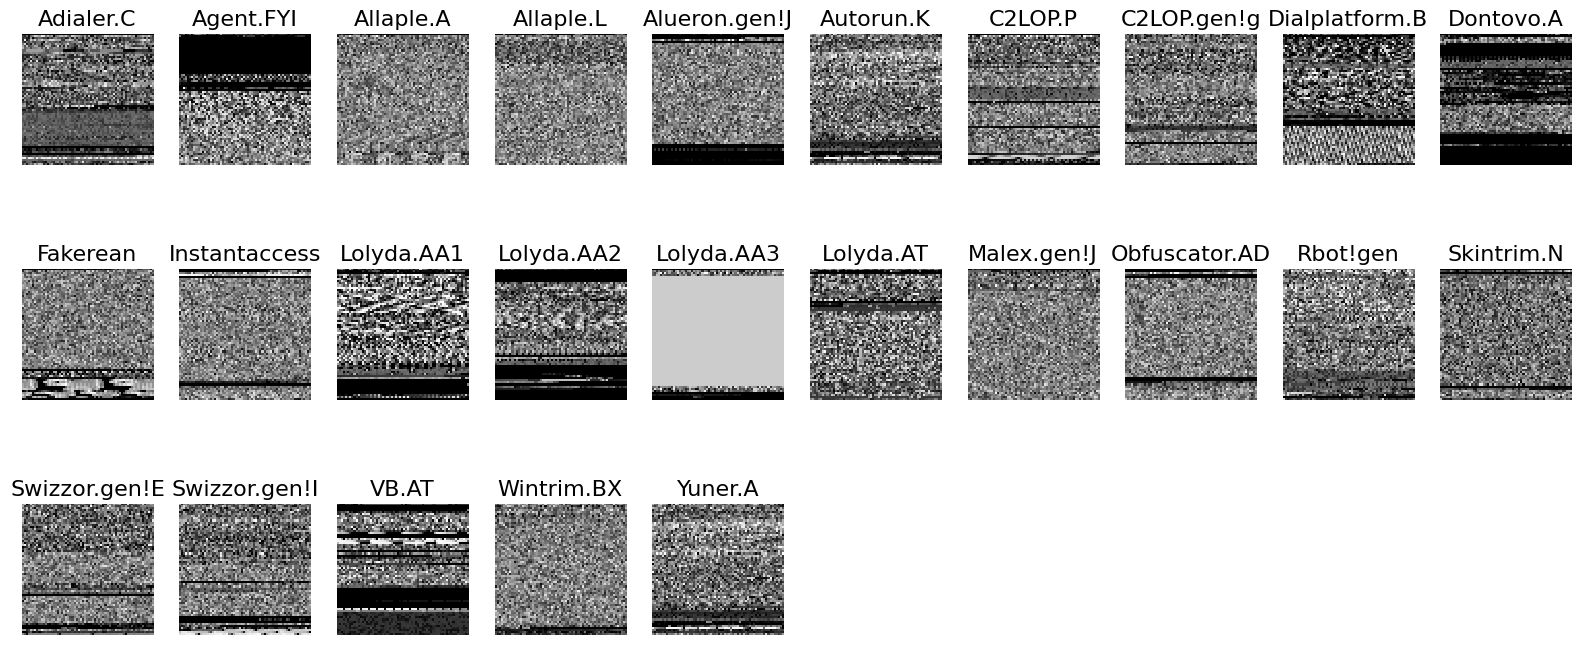 Adialer.C Agent.FYI Allaple.A Allaple.L Alueron.gen!J Autorun.K C2LOP.P C2LOP.gen!g Dialplatform.B Dontovo.A
Fakerean Instantaccess Lolyda.AA1 Lolyda.AA2 Lolyda.AA3 Lolyda.AT Malex.gen!J Obfuscator.AD Rbot!gen Skintrim.N
Swizzor.gen!E Swizzor.gen!I VB.AT Wintrim.BX Yuner.A